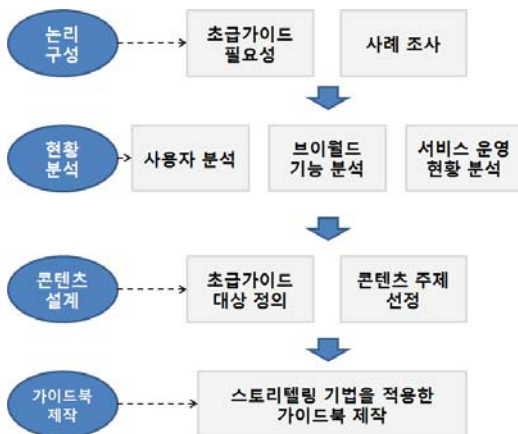 논리
구성
초급가이드
필요성
사례 조사
현황
분석
사용자 분석
브이월드
기능 분석
서비스 운영
현황 분석
콘텐츠
설계
초급가이드
대상 정의
콘텐츠 주제
선정
가이드북
제작
스토리텔링 기법을 적용한
가이드북 제작